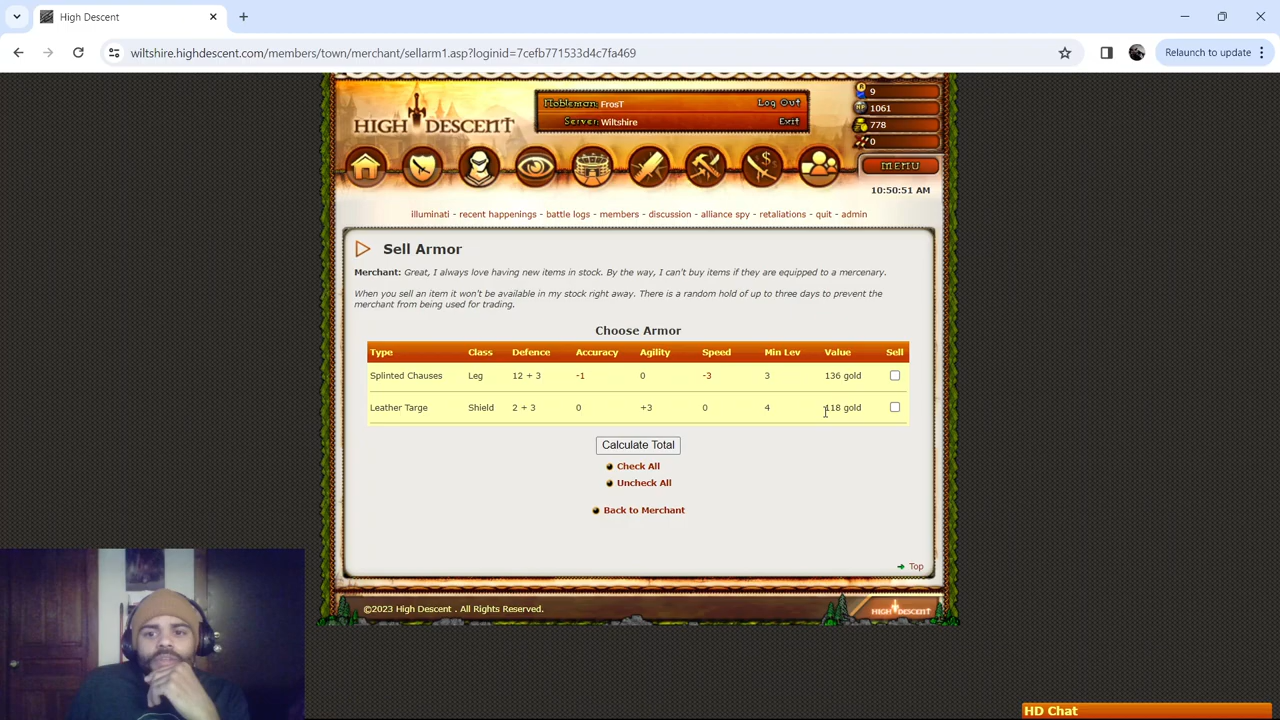 High Descent
wiltshire.highdescent.com/members/town/merchant/sellarm1.asp?loginid=7cefb771533d4c7fa469
Relaunch to update
HIGH DESCENT
Nobleman: FrosT
Log Out
Server: Wiltshire
Exit
9
HP 1061
778
0
MENU
10:50:51 AM
illuminati - recent happenings - battle logs - members - discussion - alliance spy - retaliations - quit - admin
Sell Armor
Merchant: Great, I always love having new items in stock. By the way, I can't buy items if they are equipped to a mercenary.
When you sell an item it won't be available in my stock right away. There is a random hold of up to three days to prevent the
merchant from being used for trading.
Choose Armor
Type Class Defence Accuracy Agility Speed Min Lev Value Sell
Splinted Chauses Leg 12 + 3 -1 0 -3 3 136 gold
Leather Targe Shield 2 + 3 0 +3 0 4 118 gold
Calculate Total
Check All
Uncheck All
Back to Merchant
Top
©2023 High Descent . All Rights Reserved.
HIGH DESCENT
HD Chat